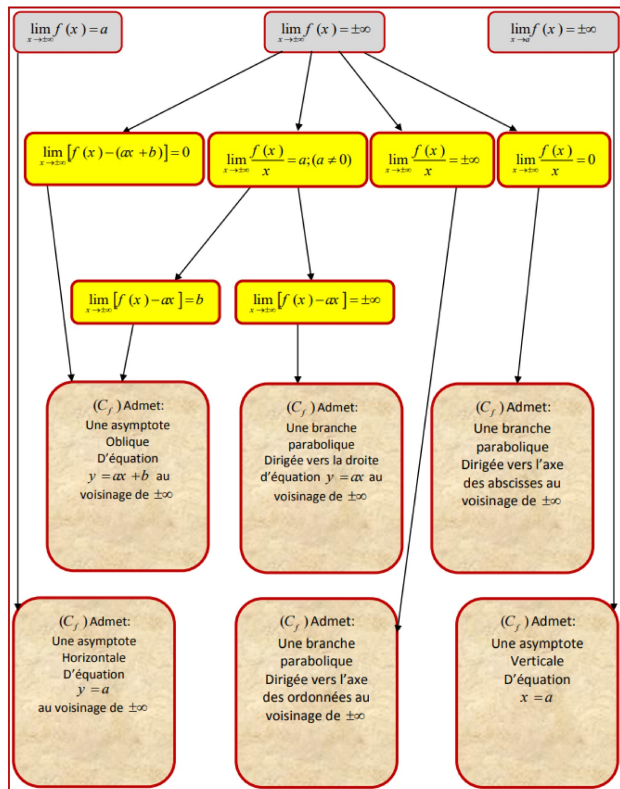 lim_{x→±∞} f(x) = a
lim_{x→±∞} f(x) = ±∞
lim_{x→a} f(x) = ±∞
lim_{x→±∞} [f(x) − (ax + b)] = 0
lim_{x→±∞} f(x)/x = a; (a ≠ 0)
lim_{x→±∞} f(x)/x = ±∞
lim_{x→±∞} f(x)/x = 0
lim_{x→±∞} [f(x) − ax] = b
lim_{x→±∞} [f(x) − ax] = ±∞
(C_f) Admet:
Une asymptote
Oblique
D’équation
y = ax + b au
voisinage de ±∞
(C_f) Admet:
Une branche
parabolique
Dirigée vers la droite
d’équation y = ax au
voisinage de ±∞
(C_f) Admet:
Une branche
parabolique
Dirigée vers l’axe
des abscisses au
voisinage de ±∞
(C_f) Admet:
Une asymptote
Horizontale
D’équation
y = a
au voisinage de ±∞
(C_f) Admet:
Une branche
parabolique
Dirigée vers l’axe
des ordonnées au
voisinage de ±∞
(C_f) Admet:
Une asymptote
Verticale
D’équation
x = a